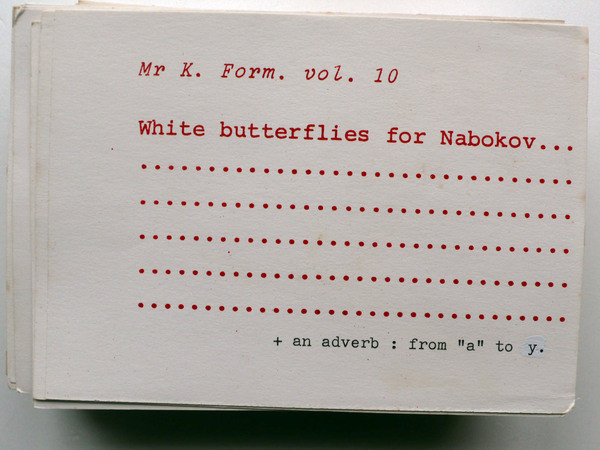 Mr K. Form. vol. 10
White butterflies for Nabokov...
.................................
................................
................................
................................
................................
+ an adverb : from "a" to y.